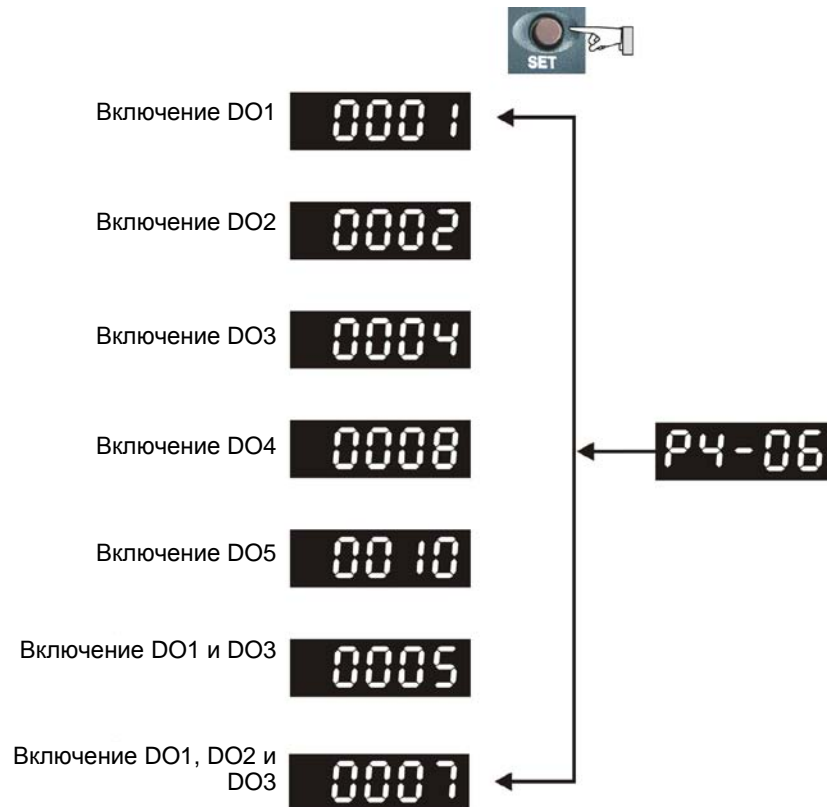 SET
Включение DO1
0001
Включение DO2
0002
Включение DO3
0004
P4-06
Включение DO4
0008
Включение DO5
0010
Включение DO1 и DO3
0005
Включение DO1, DO2 и
DO3
0007